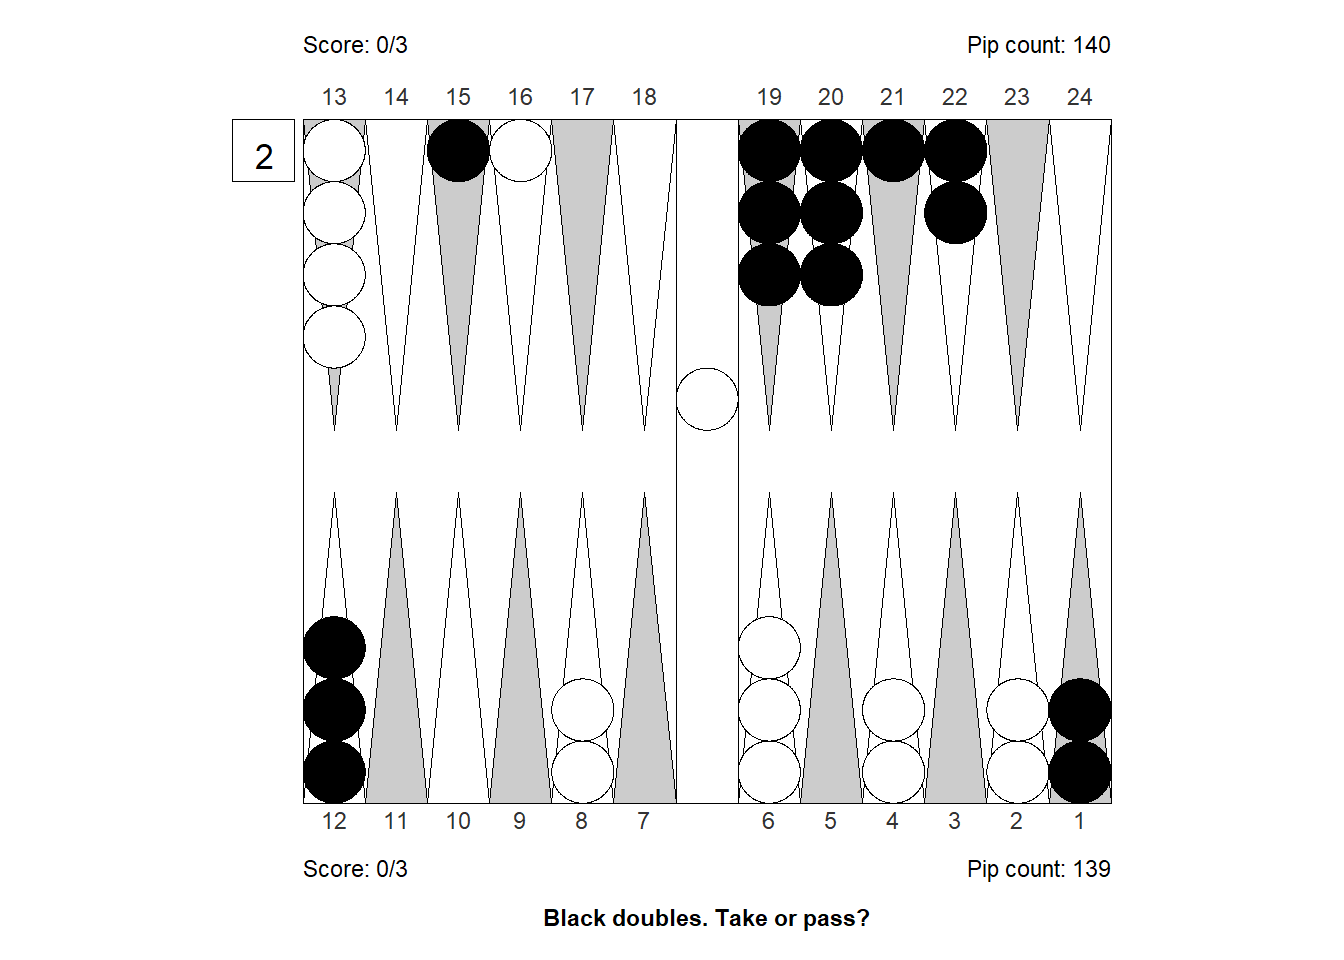 Score: 0/3 Pip count: 140
13 14 15 16 17 18 19 20 21 22 23 24
2
12 11 10 9 8 7 6 5 4 3 2 1
Score: 0/3 Pip count: 139
Black doubles. Take or pass?